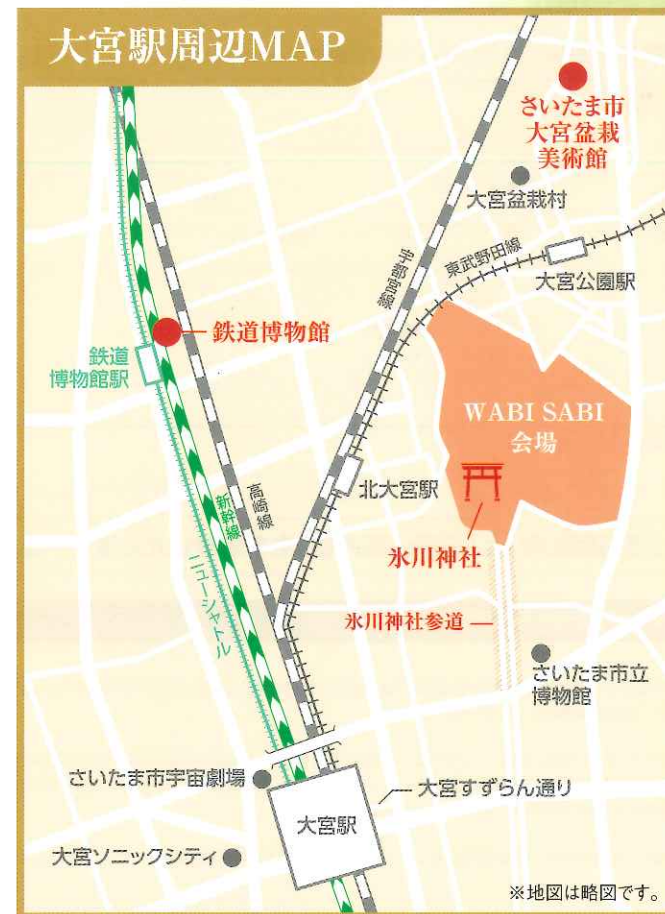 大宮駅周辺MAP
さいたま市
大宮盆栽
美術館
大宮盆栽村
宇都宮線
東武野田線
大宮公園駅
鉄道博物館
鉄道
博物館駅
WABI SABI
会場
北大宮駅
高崎線
新幹線
ニューシャトル
氷川神社
氷川神社参道
さいたま市立
博物館
さいたま市宇宙劇場
大宮すずらん通り
大宮駅
大宮ソニックシティ
※地図は略図です。